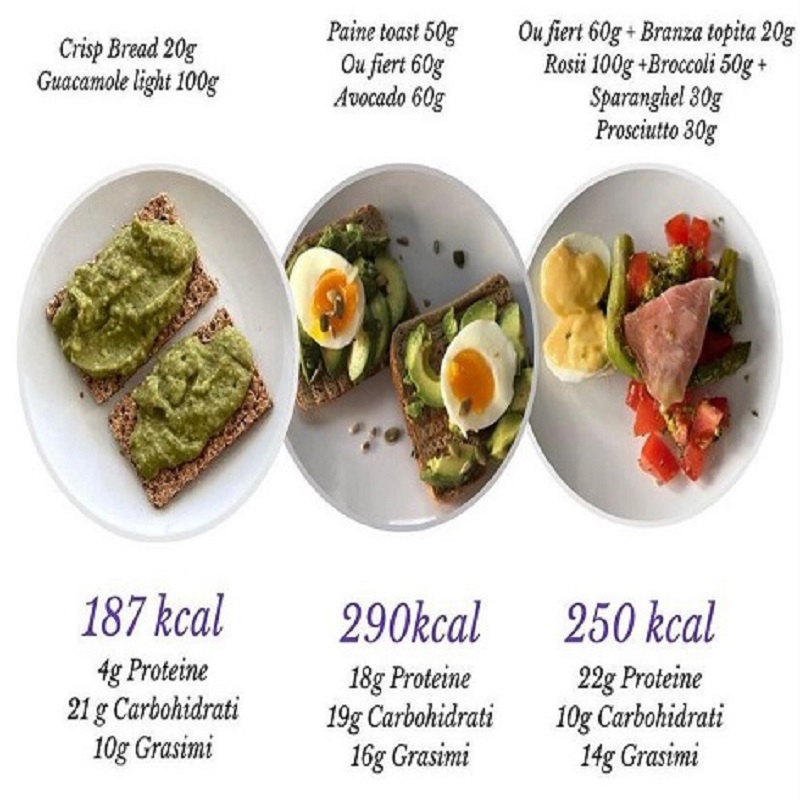 Crisp Bread 20g
Guacamole light 100g
Paine toast 50g
Ou fiert 60g
Avocado 60g
Ou fiert 60g + Branza topita 20g
Rosii 100g +Broccoli 50g +
Sparanghel 30g
Prosciutto 30g
187 kcal
4g Proteine
21 g Carbohidrati
10g Grasimi
290kcal
18g Proteine
19g Carbohidrati
16g Grasimi
250 kcal
22g Proteine
10g Carbohidrati
14g Grasimi